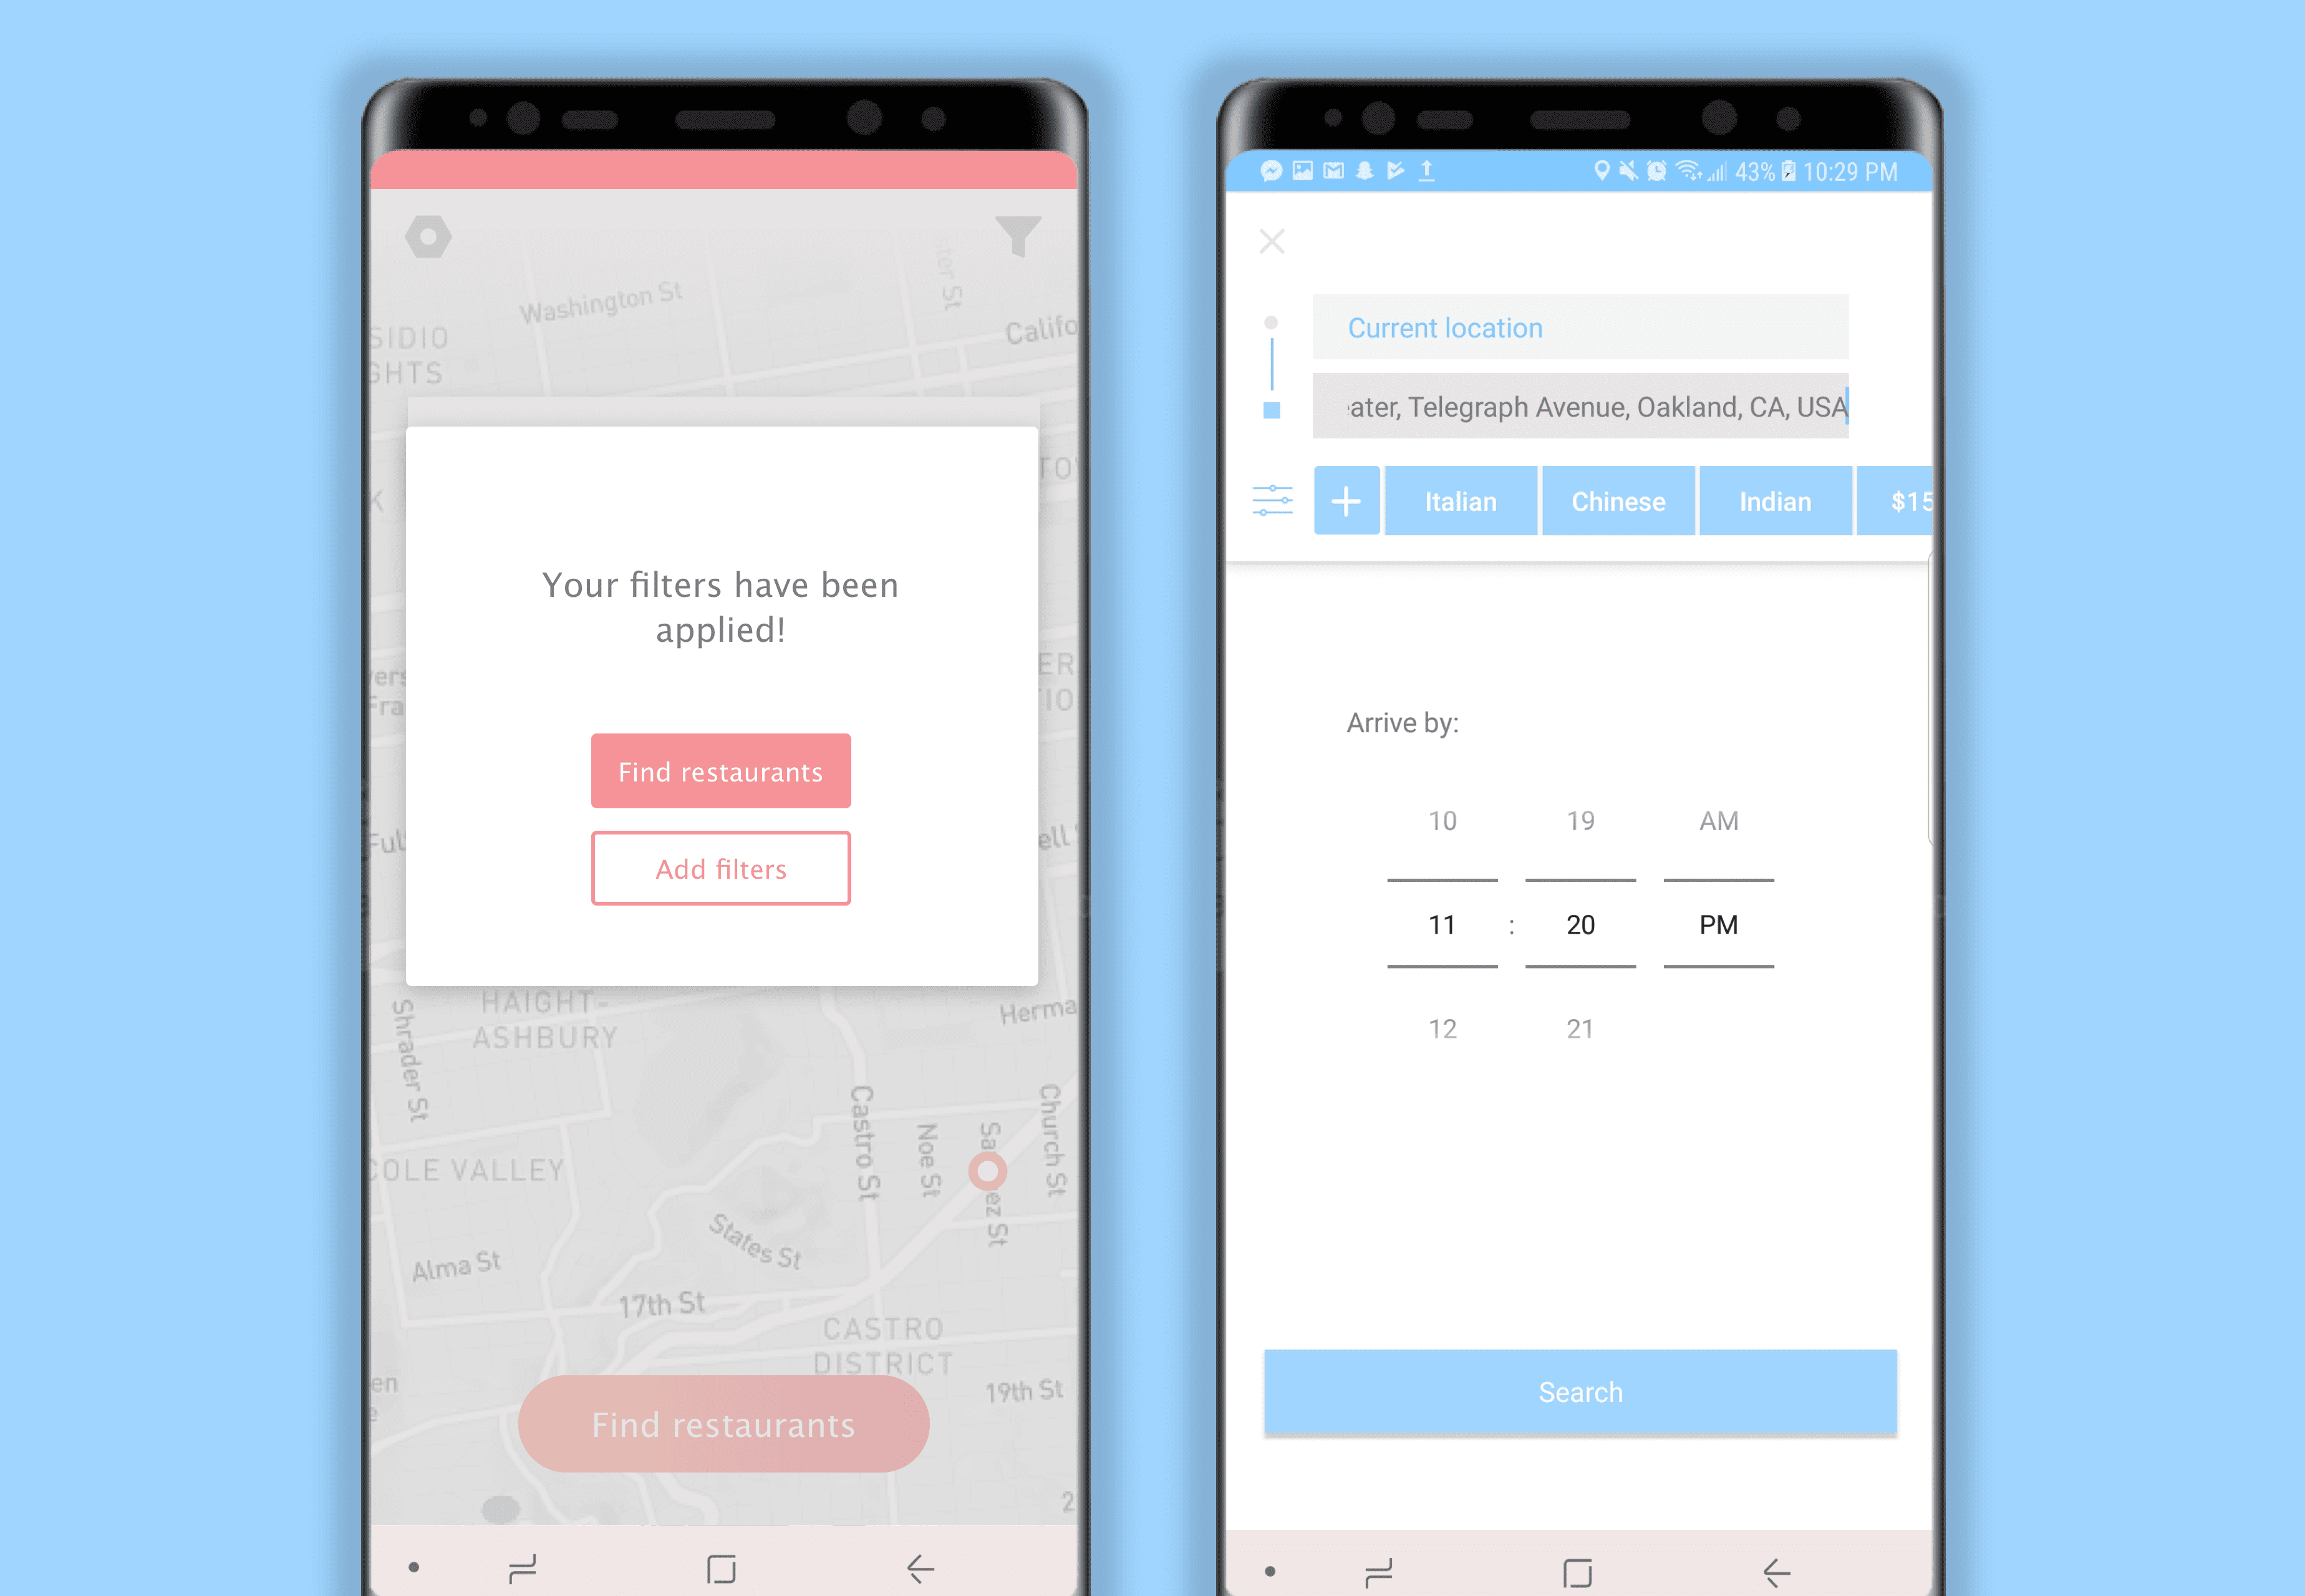 Washington St
SIDIO
GHTS
ster St
Califo
Your filters have been
applied!
Find restaurants
Add filters
HAIGHT-
ASHBURY
Herma
Shrader St
Castro St
Noe St
Church St
COLE VALLEY
States St
Alma St
17th St
CASTRO
DISTRICT
19th St
Find restaurants
2
43% 10:29 PM
Current location
ater, Telegraph Avenue, Oakland, CA, USA
+ Italian Chinese Indian $15
Arrive by:
10 19 AM
11 : 20 PM
12 21
Search